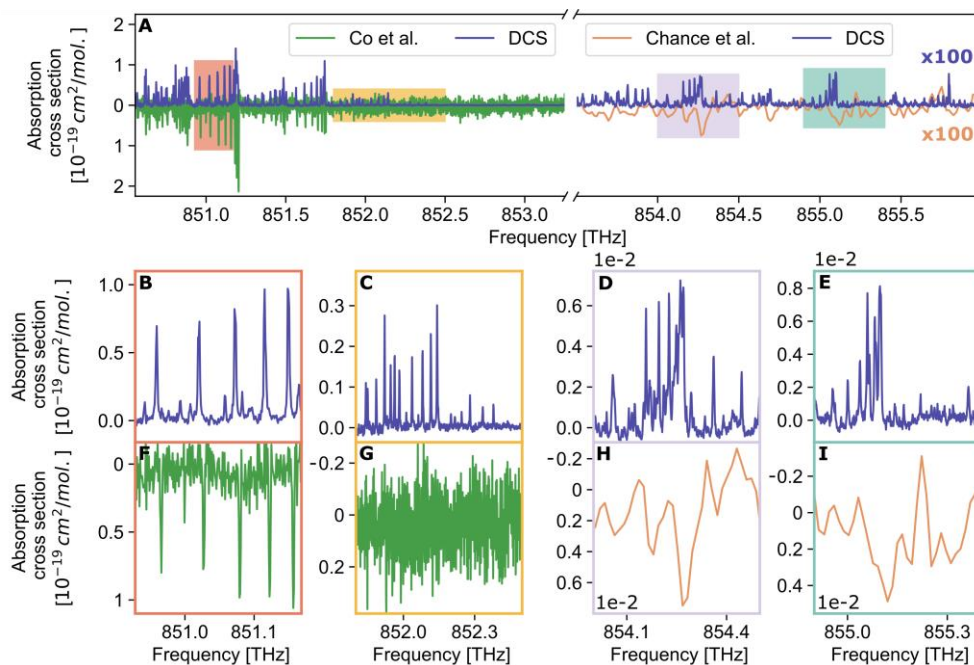 A
Co et al.
DCS
Chance et al.
DCS
x100
x100
Absorption
cross section
[10⁻¹⁹ cm²/mol.]
2
1
0
1
2
851.0
851.5
852.0
852.5
853.0
854.0
854.5
855.0
855.5
Frequency [THz]
1e-2
1e-2
B
C
D
E
Absorption
cross section
[10⁻¹⁹ cm²/mol.]
1.0
0.5
0.0
0.3
0.2
0.1
0.0
0.6
0.4
0.2
0.0
0.8
0.6
0.4
0.2
0.0
F
G
H
I
Absorption
cross section
[10⁻¹⁹ cm²/mol.]
0
0.5
1
-0.2
0
0.2
-0.2
0
0.2
0.4
0.6
-0.2
0
0.2
0.4
1e-2
1e-2
851.0
851.1
852.0
852.3
854.1
854.4
855.0
855.3
Frequency [THz]
Frequency [THz]
Frequency [THz]
Frequency [THz]